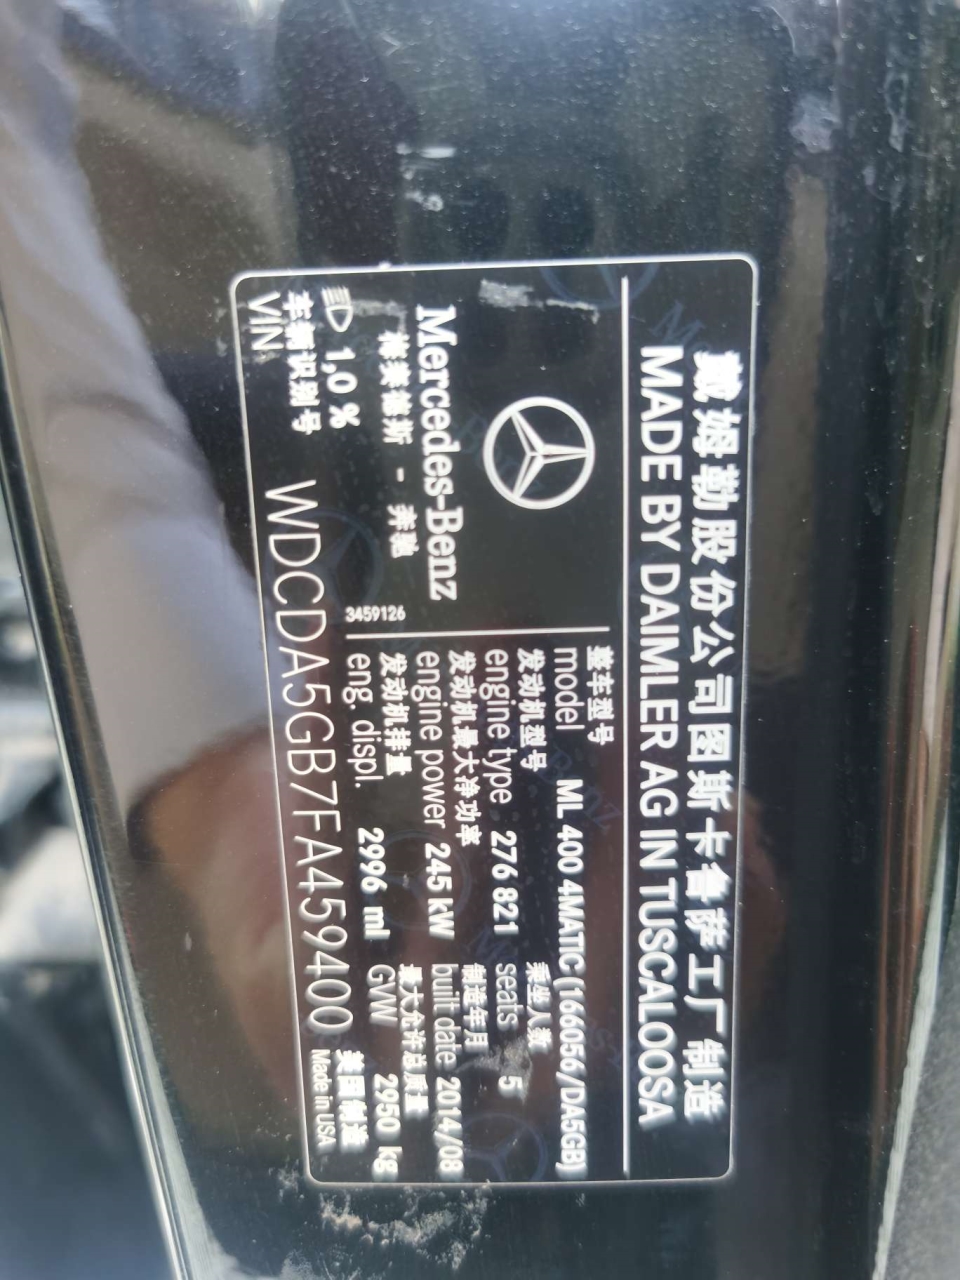 戴姆勒股份公司图斯卡鲁萨工厂制造
MADE BY DAIMLER AG IN TUSCALOOSA
Mercedes-Benz
梅赛德斯 - 奔驰
3459126
整车型号
model ML 400 4MATIC (166056/DA5GB)
发动机型号 乘坐人数
engine type 276 821 seats 5
发动机最大净功率 制造年月
engine power 245 kW built date 2014/08
发动机排量 最大允许总质量
eng. displ. 2996 ml GVW 2950 kg
1,0 %
车辆识别号 美国制造
VIN WDCDA5GB7FA459400 Made in USA